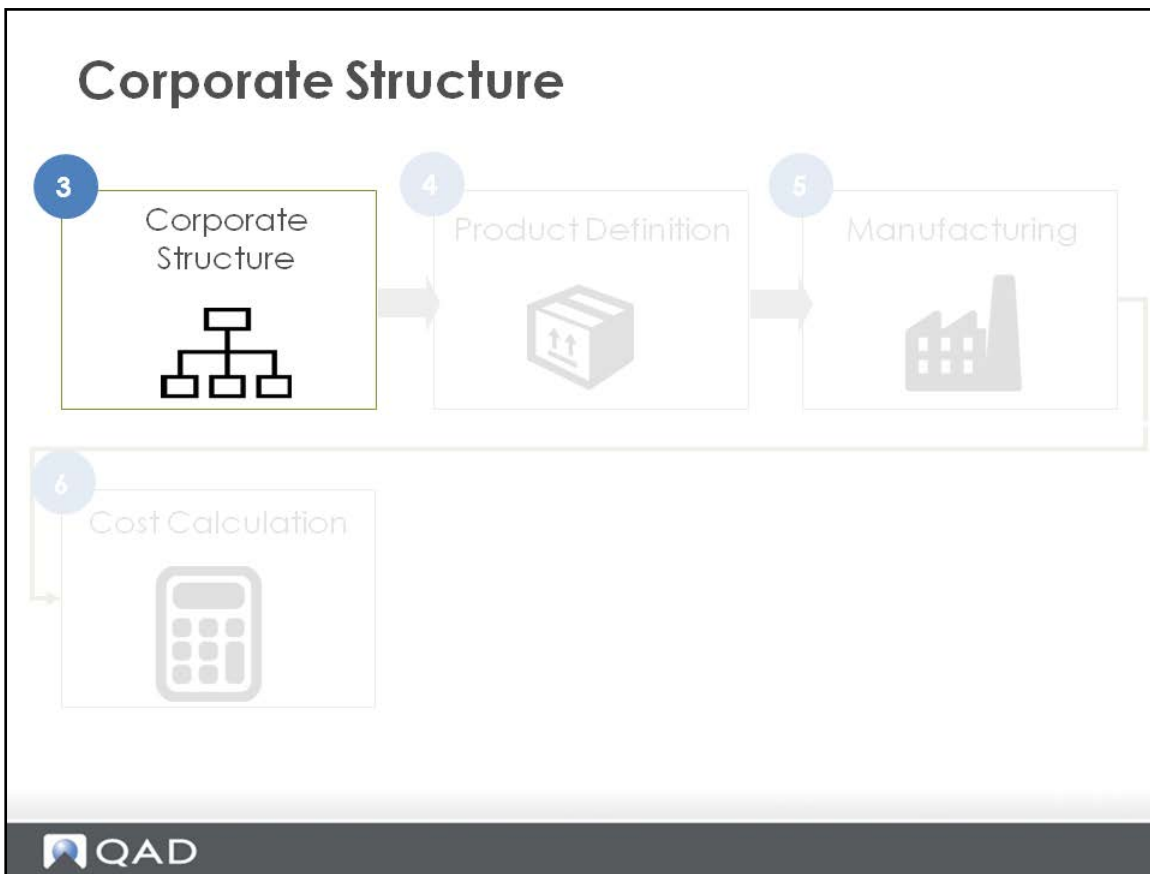 Corporate Structure
3
Corporate
Structure
4
Product Definition
5
Manufacturing
6
Cost Calculation
QAD